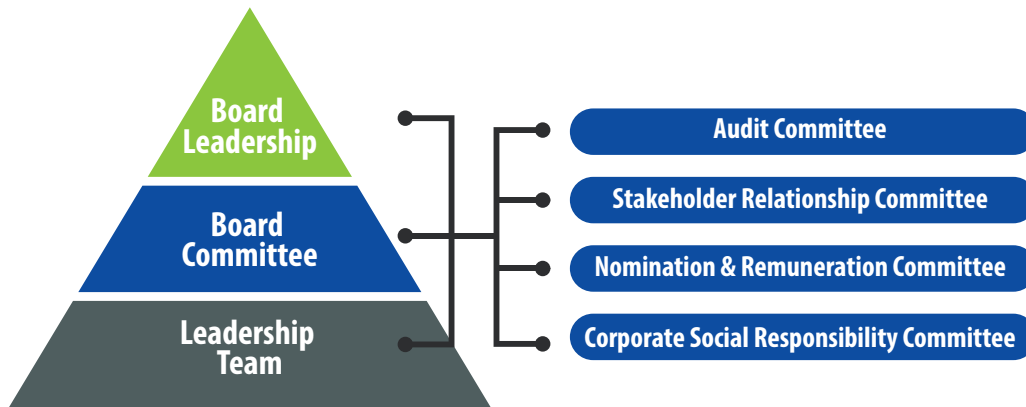 Board
Leadership
Board
Committee
Leadership
Team
Audit Committee
Stakeholder Relationship Committee
Nomination & Remuneration Committee
Corporate Social Responsibility Committee